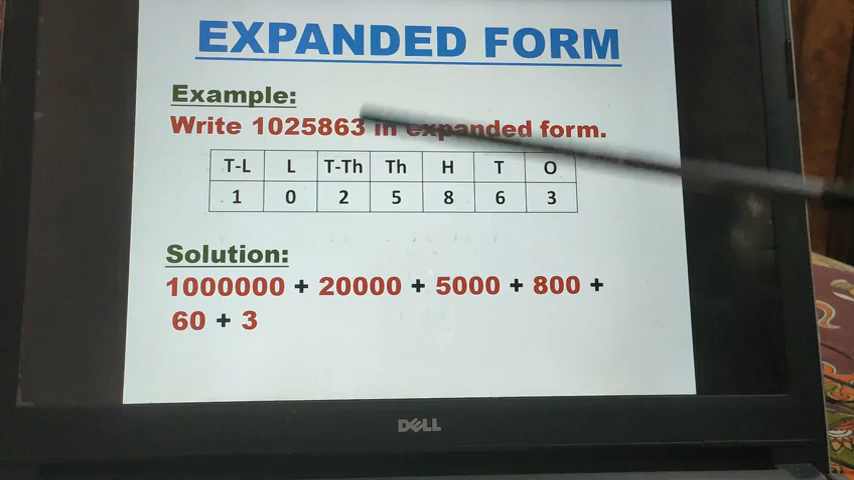 EXPANDED FORM
Example:
Write 1025863 in expanded form.
T-L L T-Th Th H T O
1 0 2 5 8 6 3
Solution:
1000000 + 20000 + 5000 + 800 +
60 + 3
DELL